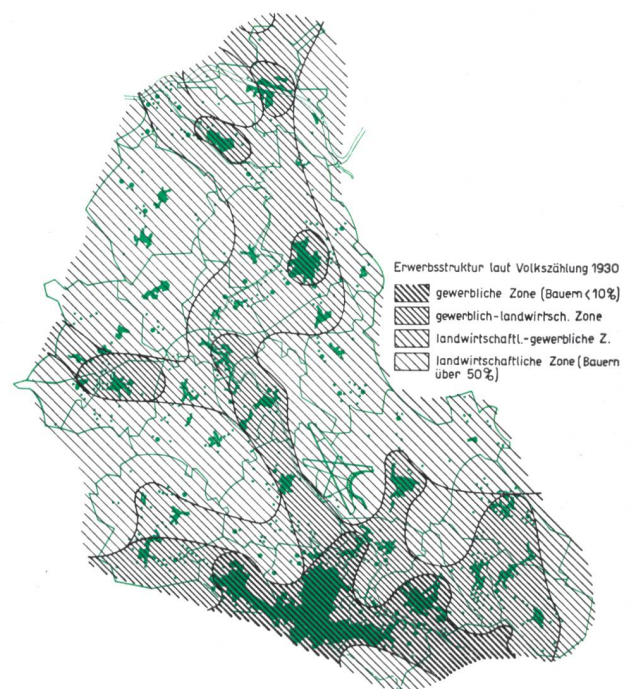 Erwerbsstruktur laut Volkszählung 1930
gewerbliche Zone (Bauern < 10%)
gewerblich-landwirtsch. Zone
landwirtschaftl.-gewerbliche Z.
landwirtschaftliche Zone (Bauern
über 50%)